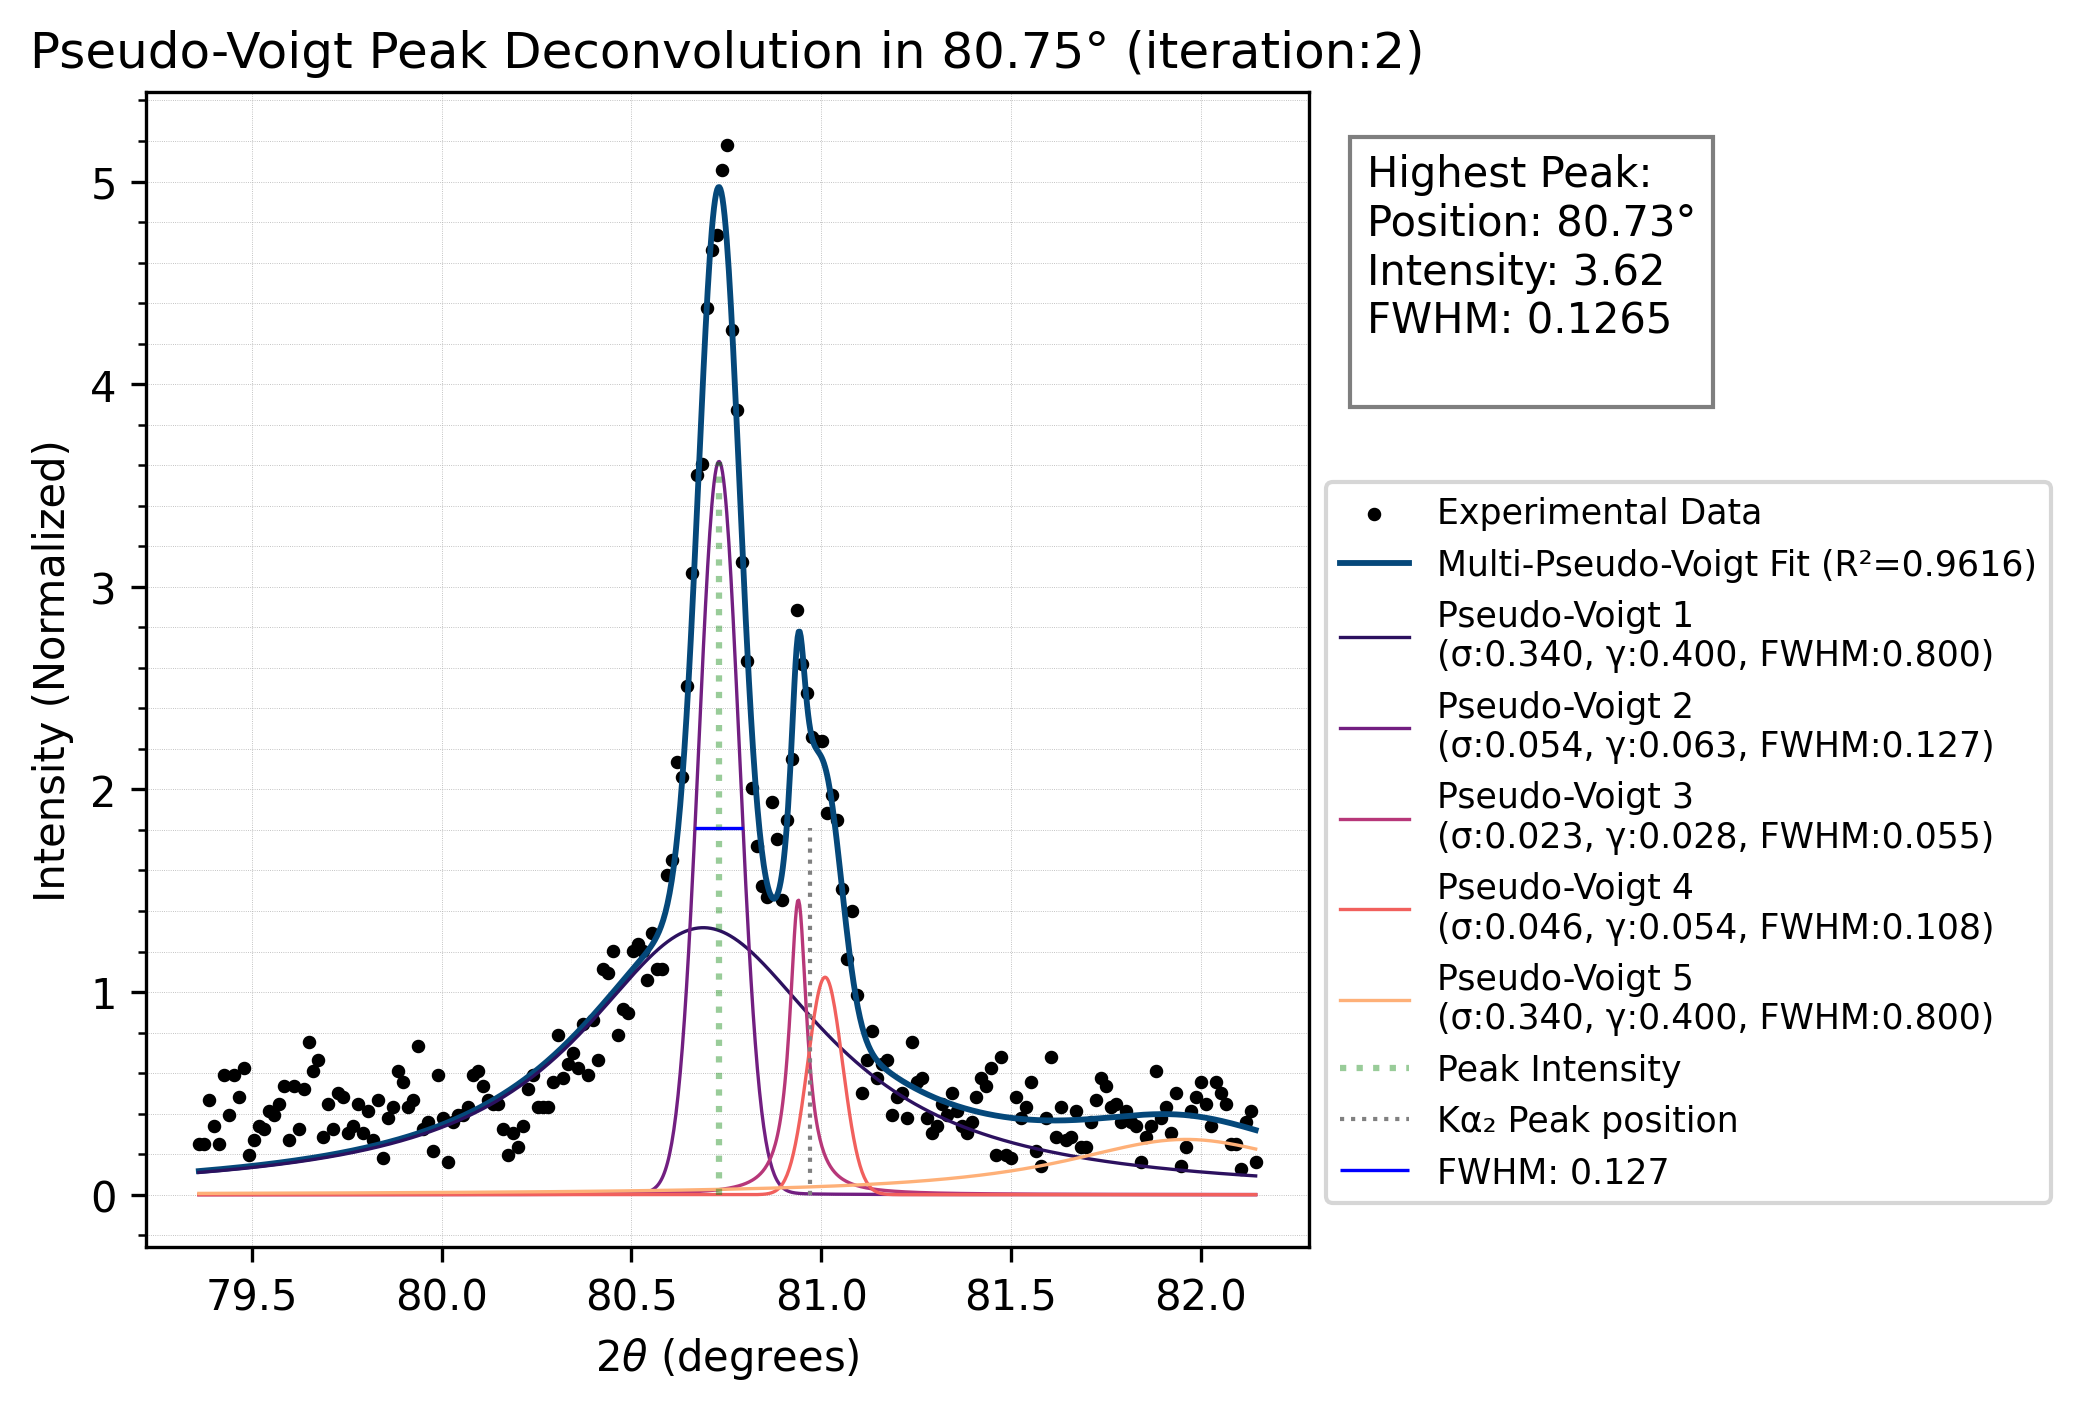 Pseudo-Voigt Peak Deconvolution in 80.75° (iteration:2)
Highest Peak:
Position: 80.73°
Intensity: 3.62
FWHM: 0.1265
Intensity (Normalized)
5
4
3
2
1
0
79.5 80.0 80.5 81.0 81.5 82.0
2θ (degrees)
Experimental Data
Multi-Pseudo-Voigt Fit (R²=0.9616)
Pseudo-Voigt 1
(σ:0.340, γ:0.400, FWHM:0.800)
Pseudo-Voigt 2
(σ:0.054, γ:0.063, FWHM:0.127)
Pseudo-Voigt 3
(σ:0.023, γ:0.028, FWHM:0.055)
Pseudo-Voigt 4
(σ:0.046, γ:0.054, FWHM:0.108)
Pseudo-Voigt 5
(σ:0.340, γ:0.400, FWHM:0.800)
Peak Intensity
Kα₂ Peak position
FWHM: 0.127